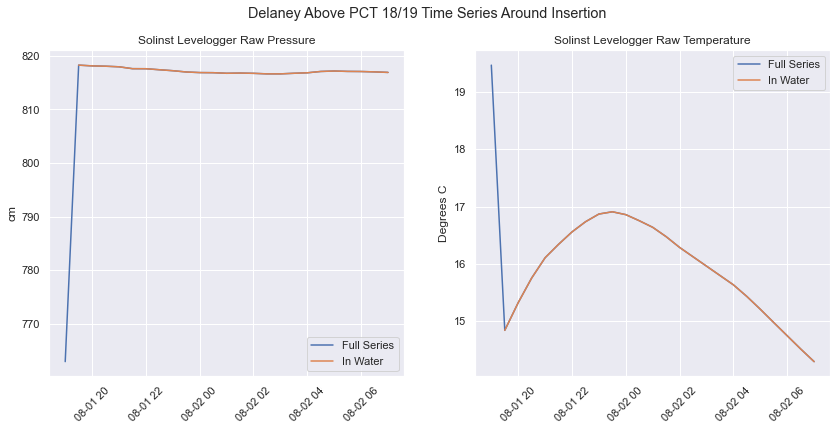 Delaney Above PCT 18/19 Time Series Around Insertion
Solinst Levelogger Raw Pressure
820
810
800
790
780
770
cm
Full Series
In Water
08-01 20
08-01 22
08-02 00
08-02 02
08-02 04
08-02 06
Solinst Levelogger Raw Temperature
Full Series
In Water
19
18
17
16
15
Degrees C
08-01 20
08-01 22
08-02 00
08-02 02
08-02 04
08-02 06